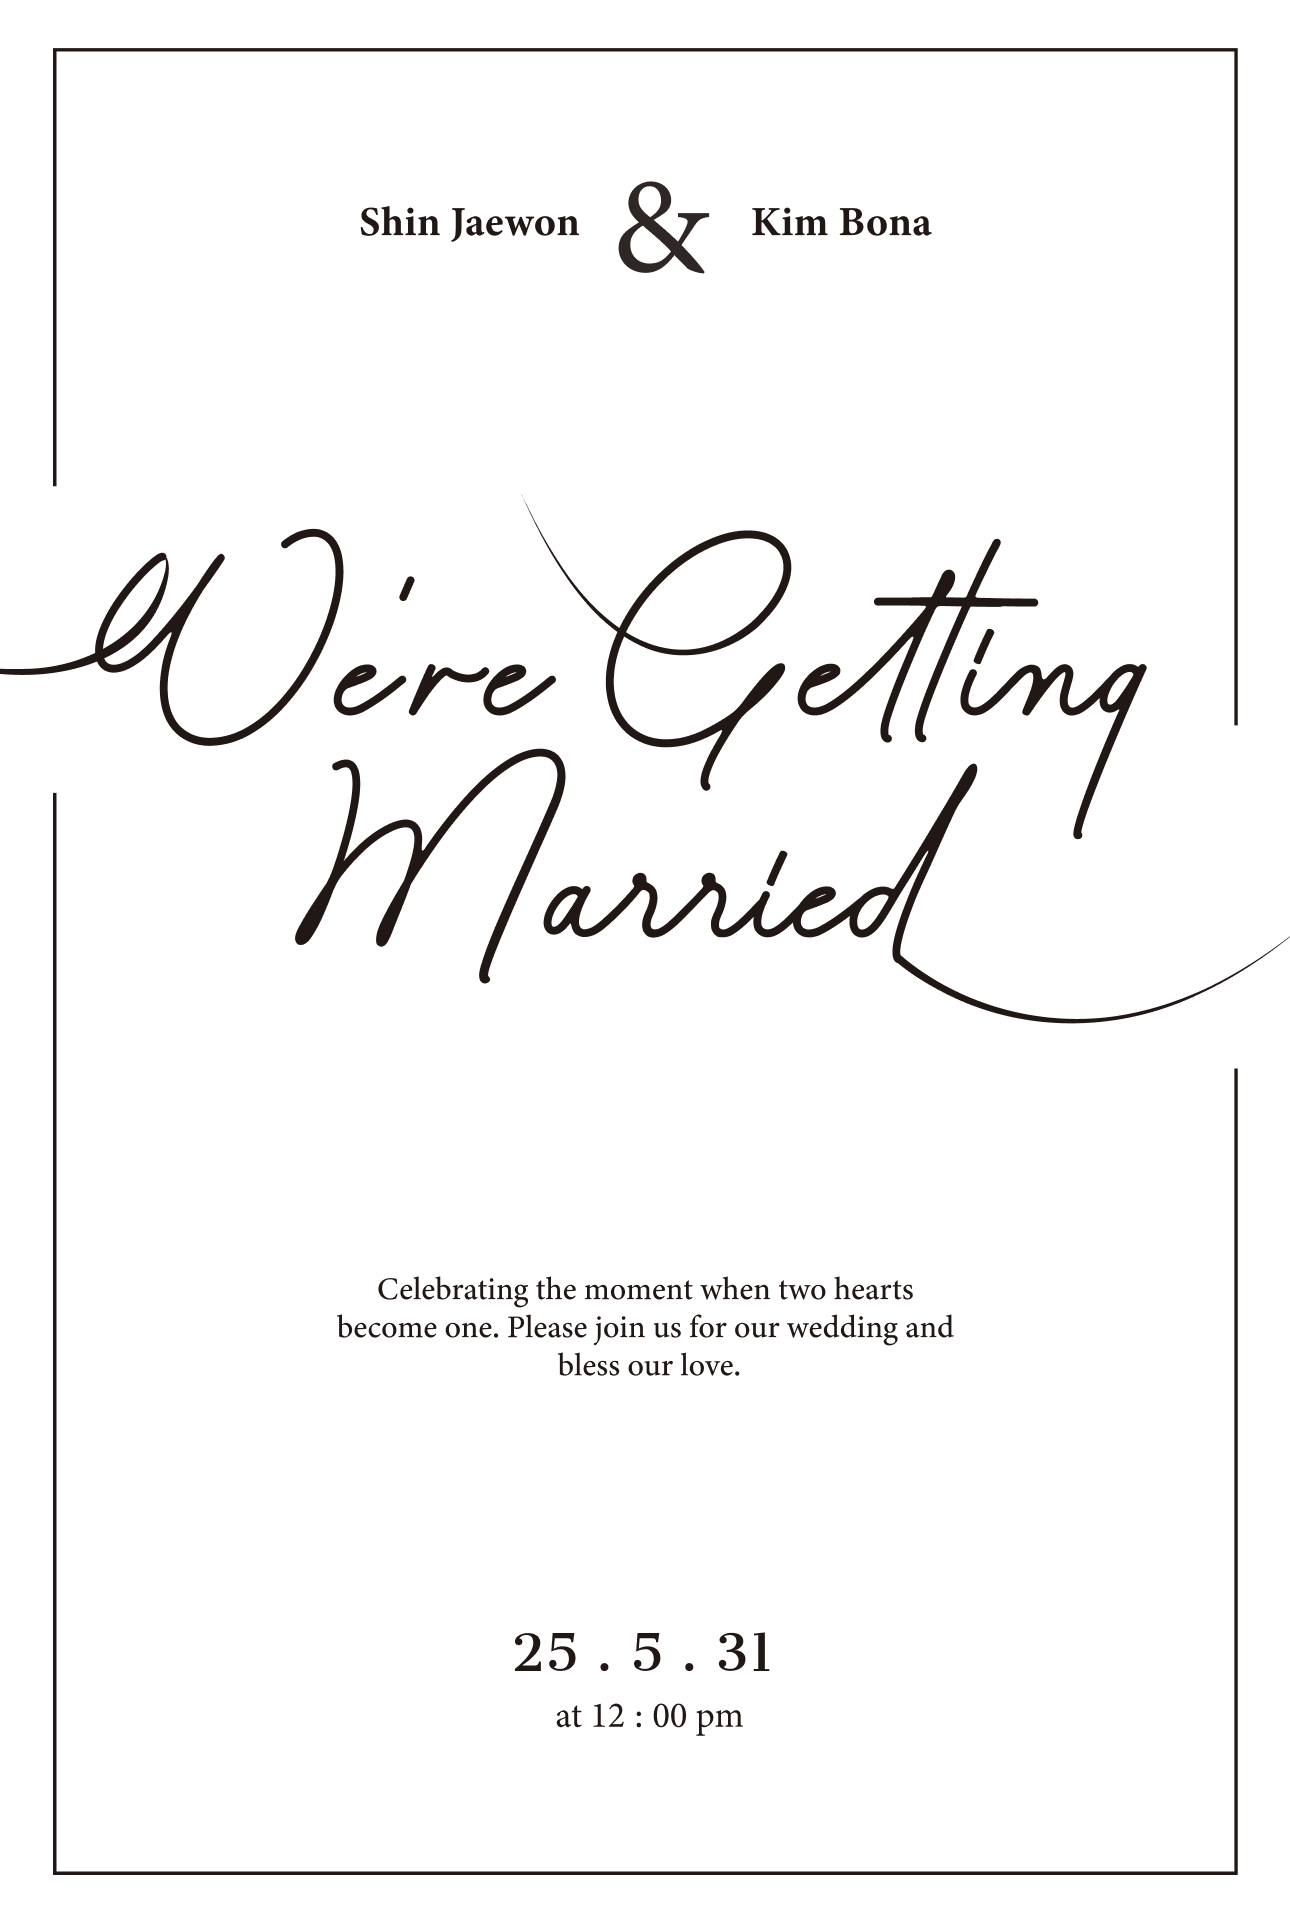 Shin Jaewon & Kim Bona
We're Getting
Married
Celebrating the moment when two hearts
become one. Please join us for our wedding and
bless our love.
25 . 5 . 31
at 12 : 00 pm